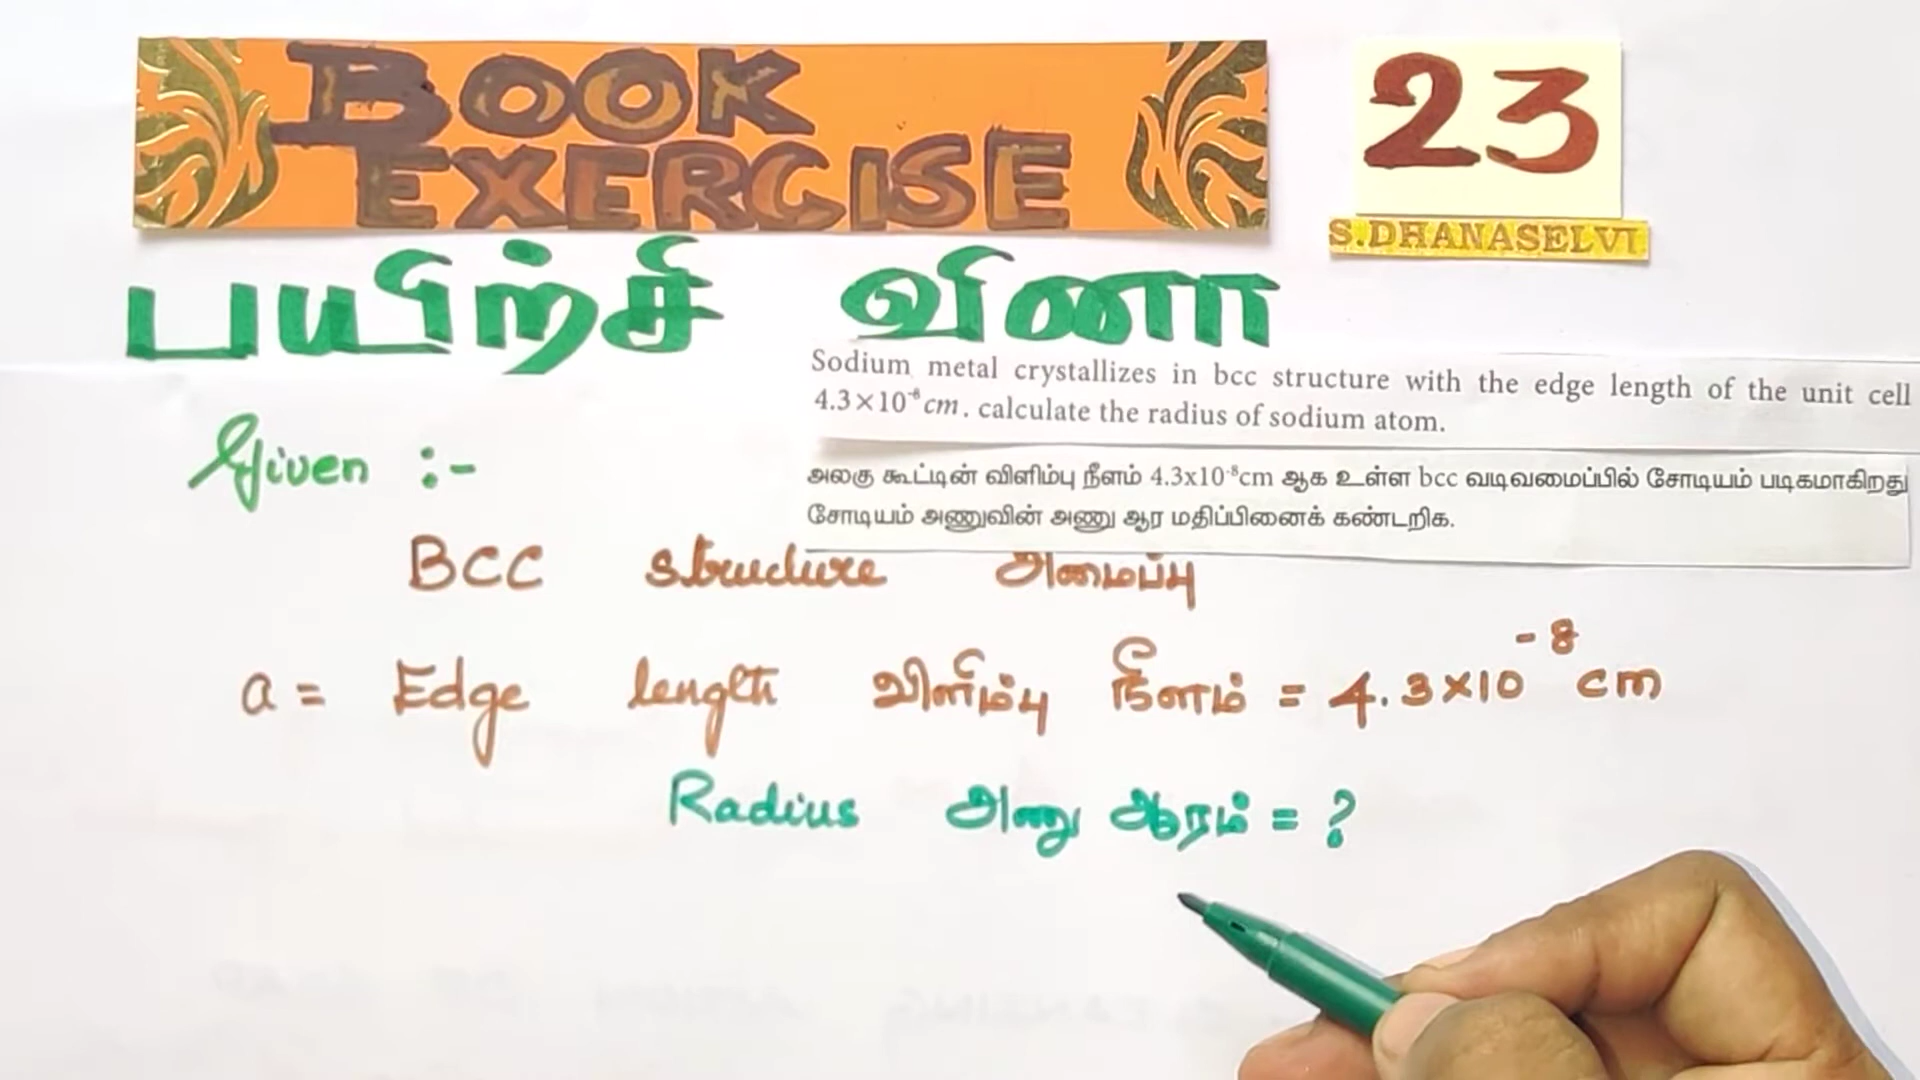 BOOK
EXERCISE
23
S.DHANASELVI
பயிற்சி வினா
Sodium metal crystallizes in bcc structure with the edge length of the unit cell
4.3×10⁻⁸cm. calculate the radius of sodium atom.
அலகு கூட்டின் விளிம்பு நீளம் 4.3x10⁻⁸cm ஆக உள்ள bcc வடிவமைப்பில் சோடியம் படிகமாகிறது
சோடியம் அணுவின் அணு ஆர மதிப்பினைக் கண்டறிக.
Given :-
BCC structure அமைப்பு
a = Edge length விளிம்பு நீளம் = 4.3×10⁻⁸ cm
Radius அணு ஆரம் = ?